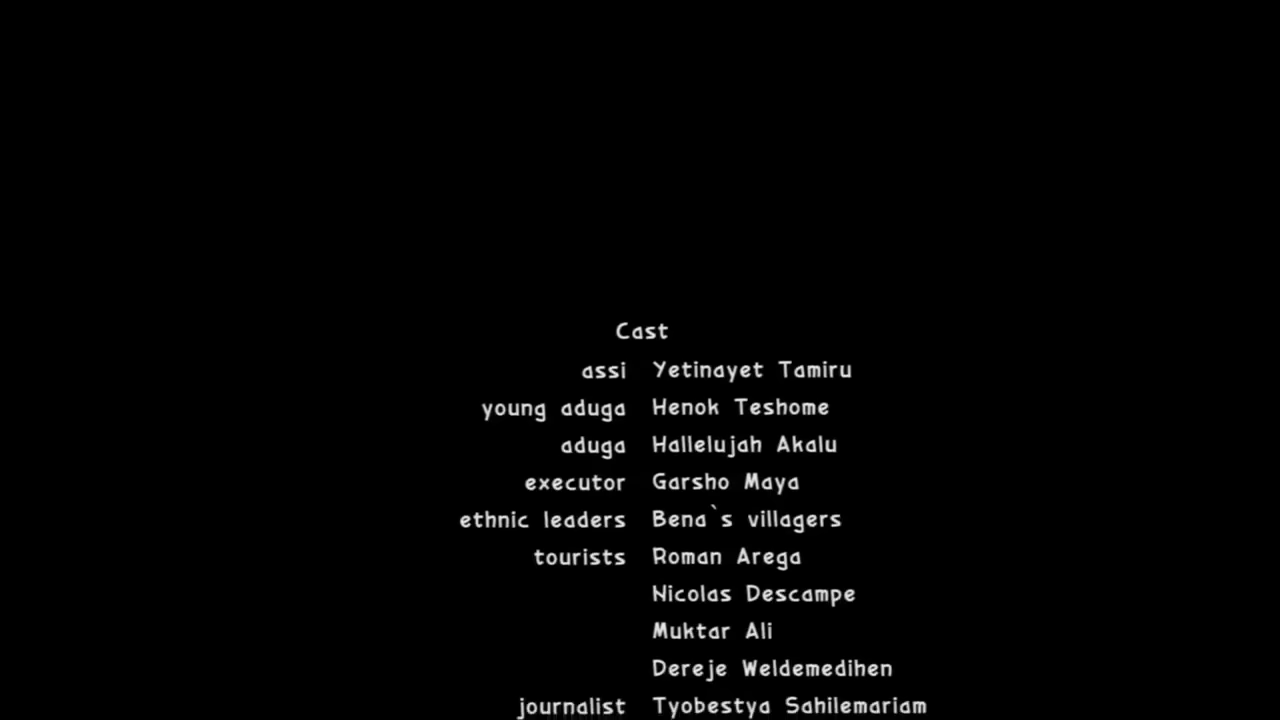 Cast
assi Yetinayet Tamiru
young aduga Henok Teshome
aduga Hallelujah Akalu
executor Garsho Maya
ethnic leaders Bena`s villagers
tourists Roman Arega
Nicolas Descampe
Muktar Ali
Dereje Weldemedihen
journalist Tyobestya Sahilemariam